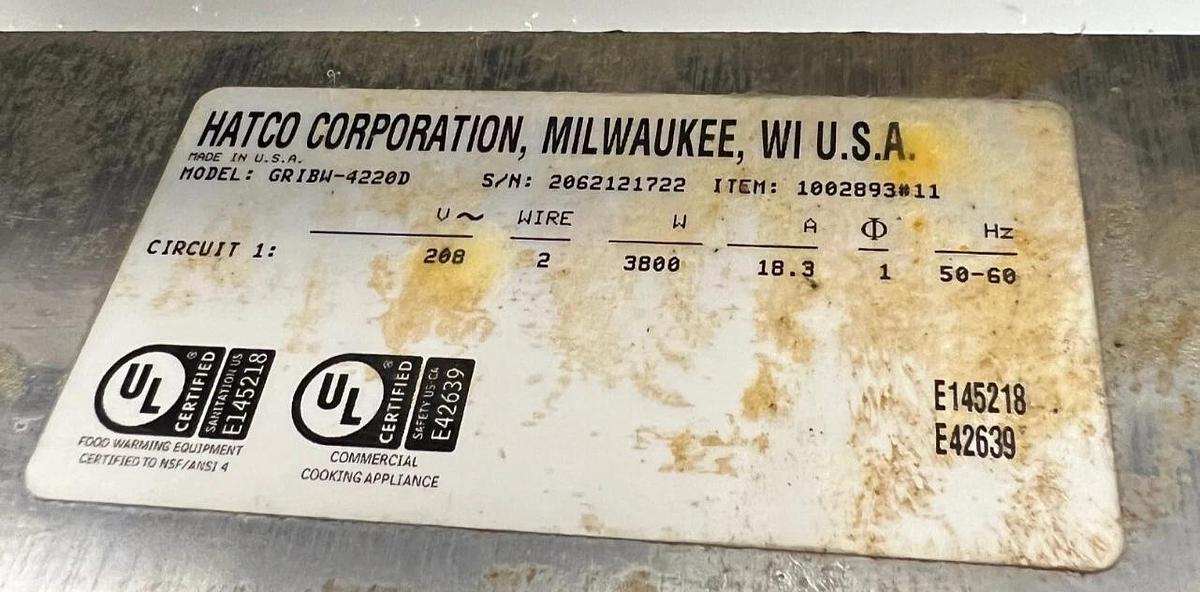 HATCO CORPORATION, MILWAUKEE, WI U.S.A.
MADE IN U.S.A.
MODEL: GRIBW-4220D S/N: 2062121722 ITEM: 1002893#11
V~ WIRE W A Φ Hz
CIRCUIT 1: 208 2 3800 18.3 1 50-60
UL CERTIFIED ® SANITATION US E145218
FOOD WARMING EQUIPMENT
CERTIFIED TO NSF/ANSI 4
UL CERTIFIED ® SAFETY US-CA E42639
COMMERCIAL
COOKING APPLIANCE
E145218
E42639